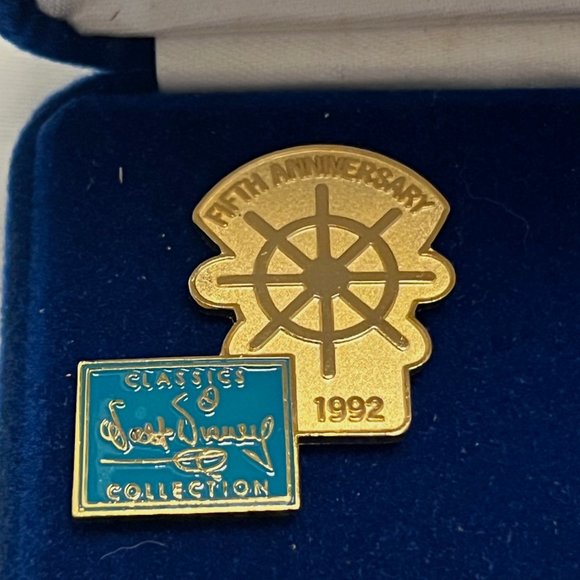 FIFTH ANNIVERSARY
1992
CLASSICS
Walt Disney
COLLECTION